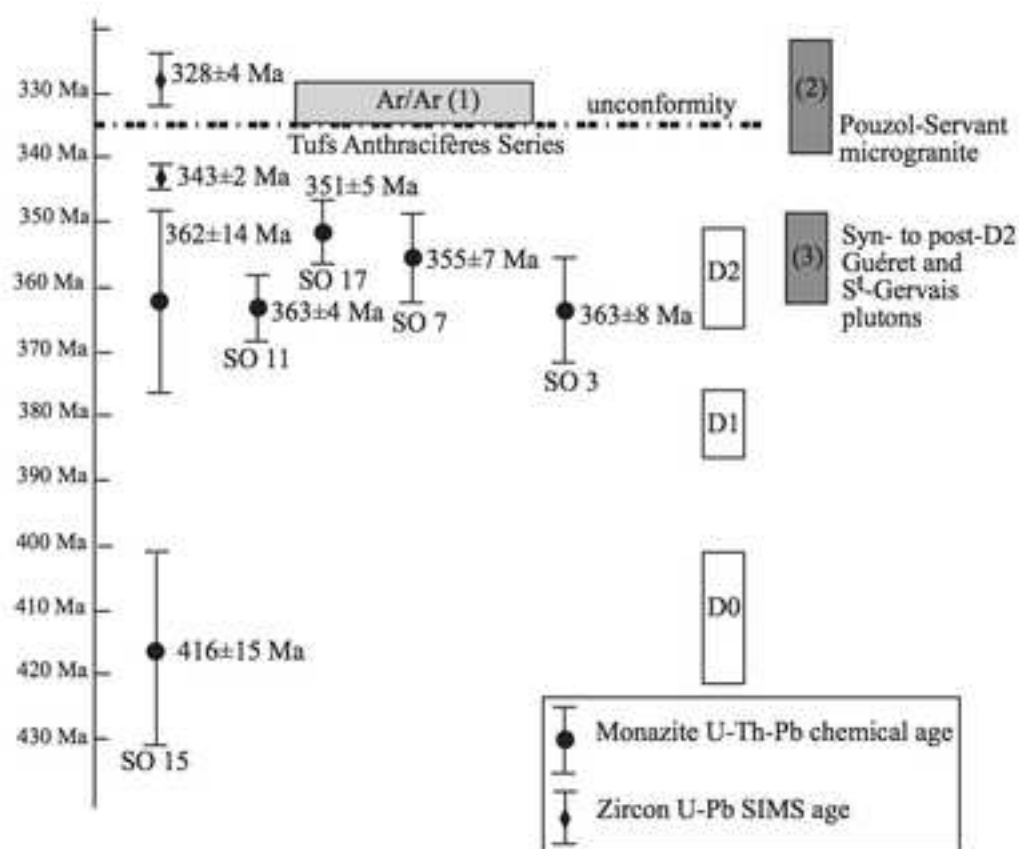 330 Ma
340 Ma
350 Ma
360 Ma
370 Ma
380 Ma
390 Ma
400 Ma
410 Ma
420 Ma
430 Ma
328±4 Ma
343±2 Ma
362±14 Ma
416±15 Ma
SO 15
363±4 Ma
SO 11
Ar/Ar (1)
unconformity
Tufs Anthracifères Series
351±5 Ma
SO 17
355±7 Ma
SO 7
363±8 Ma
SO 3
D2
D1
D0
(2)
Pouzol-Servant
microgranite
(3)
Syn- to post-D2
Guéret and
St-Gervais
plutons
Monazite U-Th-Pb chemical age
Zircon U-Pb SIMS age